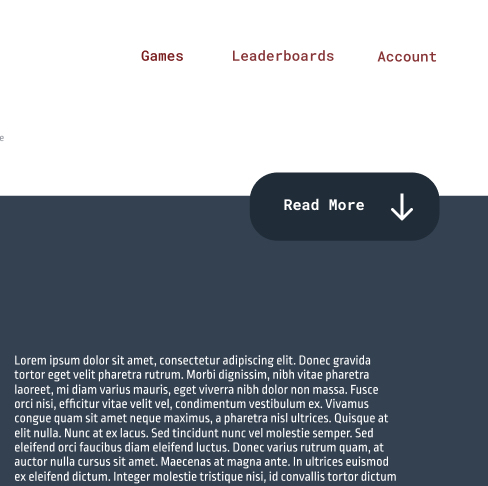 Games Leaderboards Account
e
Read More
Lorem ipsum dolor sit amet, consectetur adipiscing elit. Donec gravida
tortor eget velit pharetra rutrum. Morbi dignissim, nibh vitae pharetra
laoreet, mi diam varius mauris, eget viverra nibh dolor non massa. Fusce
orci nisi, efficitur vitae velit vel, condimentum vestibulum ex. Vivamus
congue quam sit amet neque maximus, a pharetra nisl ultrices. Quisque at
elit nulla. Nunc at ex lacus. Sed tincidunt nunc vel molestie semper. Sed
eleifend orci faucibus diam eleifend luctus. Donec varius rutrum quam, at
auctor nulla cursus sit amet. Maecenas at magna ante. In ultrices euismod
ex eleifend dictum. Integer molestie tristique nisi, id convallis tortor dictum